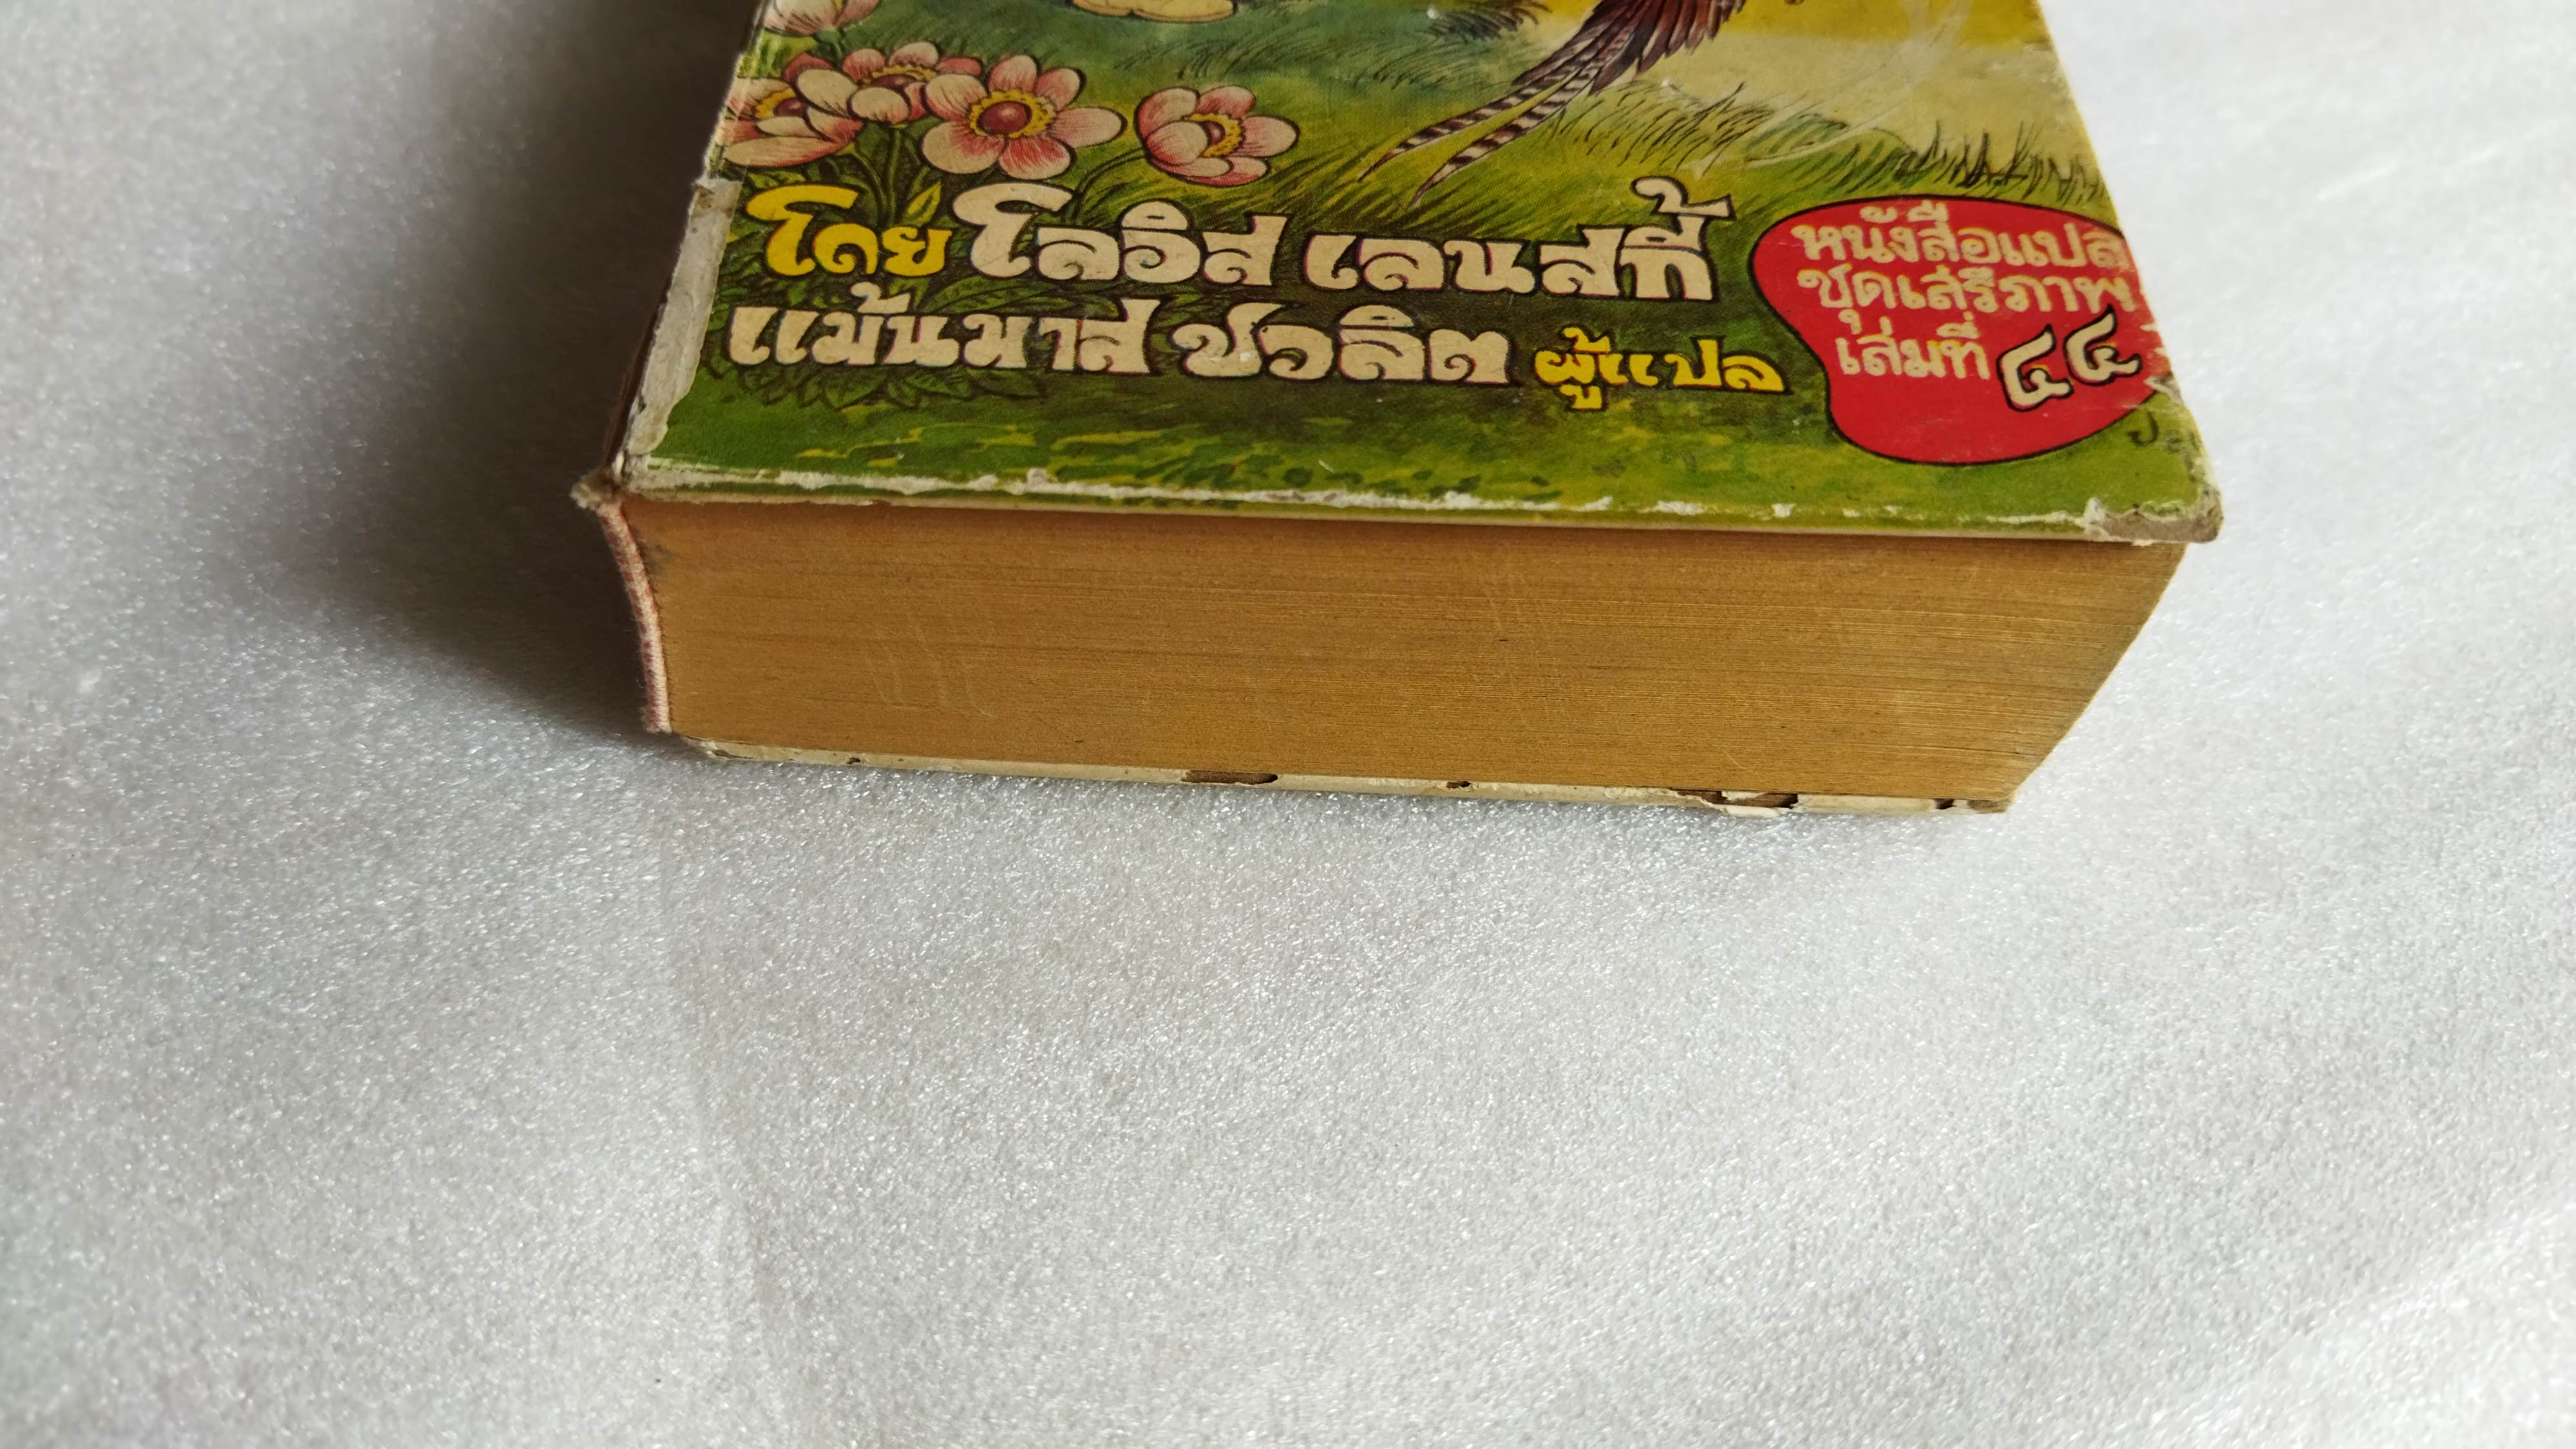 โดย โลอิส เลนสกี้
แม้นมาส ชวลิต ผู้แปล
หนังสือแปล
ชุดเสรีภาพ
เล่มที่ ๔๔